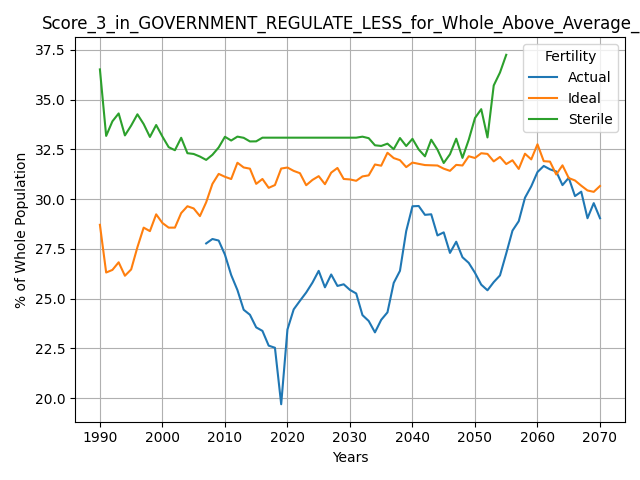 Score_3_in_GOVERNMENT_REGULATE_LESS_for_Whole_Above_Average_
37.5
35.0
32.5
30.0
27.5
25.0
22.5
20.0
% of Whole Population
Fertility
Actual
Ideal
Sterile
1990 2000 2010 2020 2030 2040 2050 2060 2070
Years